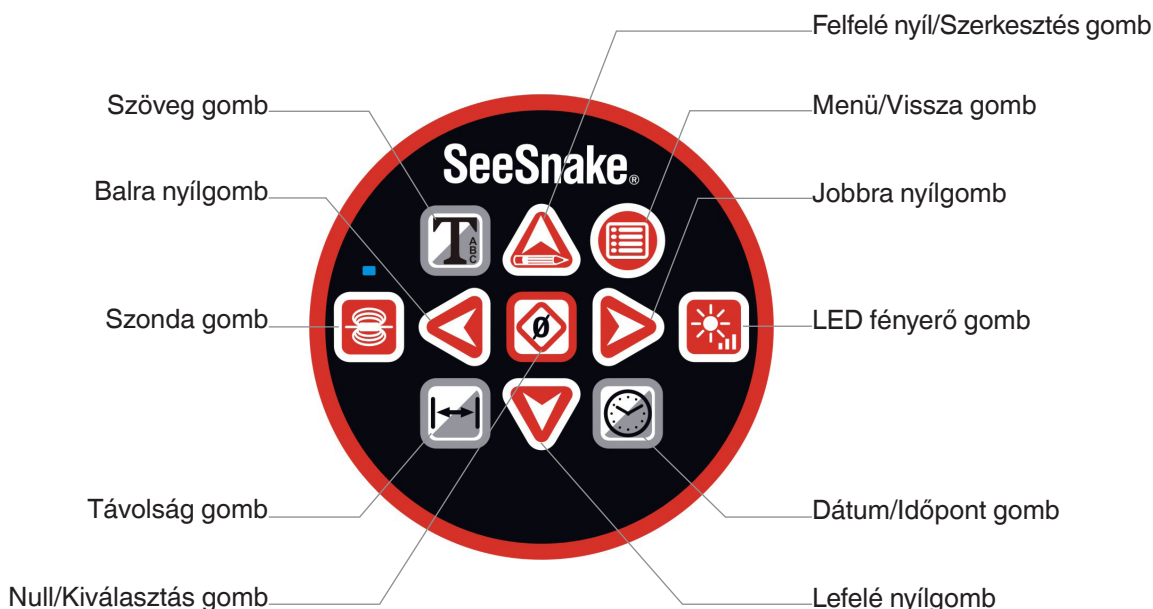 Felfelé nyíl/Szerkesztés gomb
Szöveg gomb
Menü/Vissza gomb
SeeSnake®
Balra nyílgomb
Jobbra nyílgomb
T ABC
Szonda gomb
Ø
LED fényerő gomb
Távolság gomb
Dátum/Időpont gomb
Null/Kiválasztás gomb
Lefelé nyílgomb